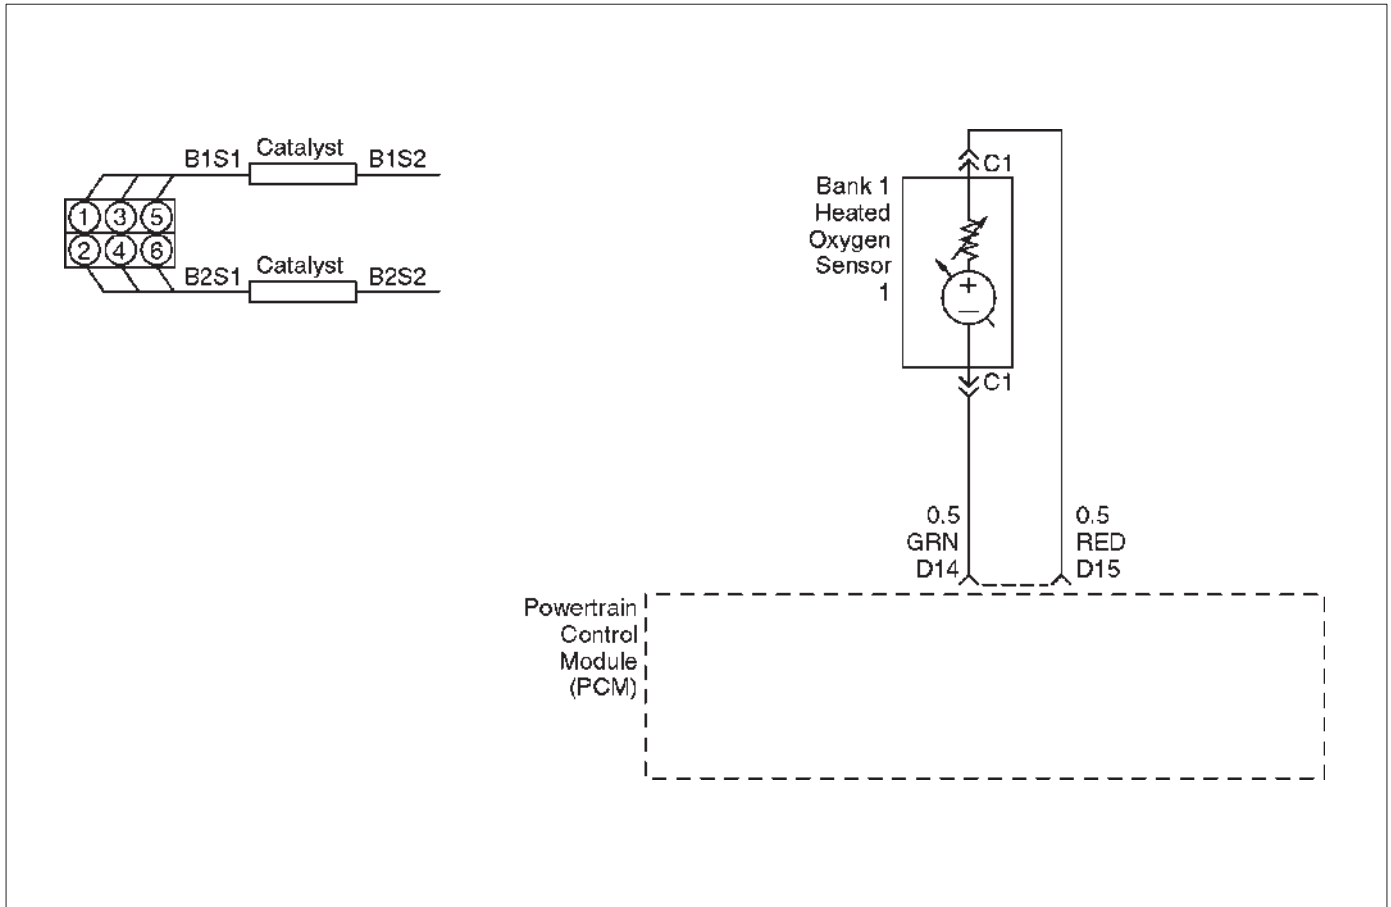 B1S1 Catalyst B1S2
1 3 5
2 4 6
B2S1 Catalyst B2S2
C1
Bank 1
Heated
Oxygen
Sensor
1
+
—
C1
0.5
GRN
D14
0.5
RED
D15
Powertrain
Control
Module
(PCM)